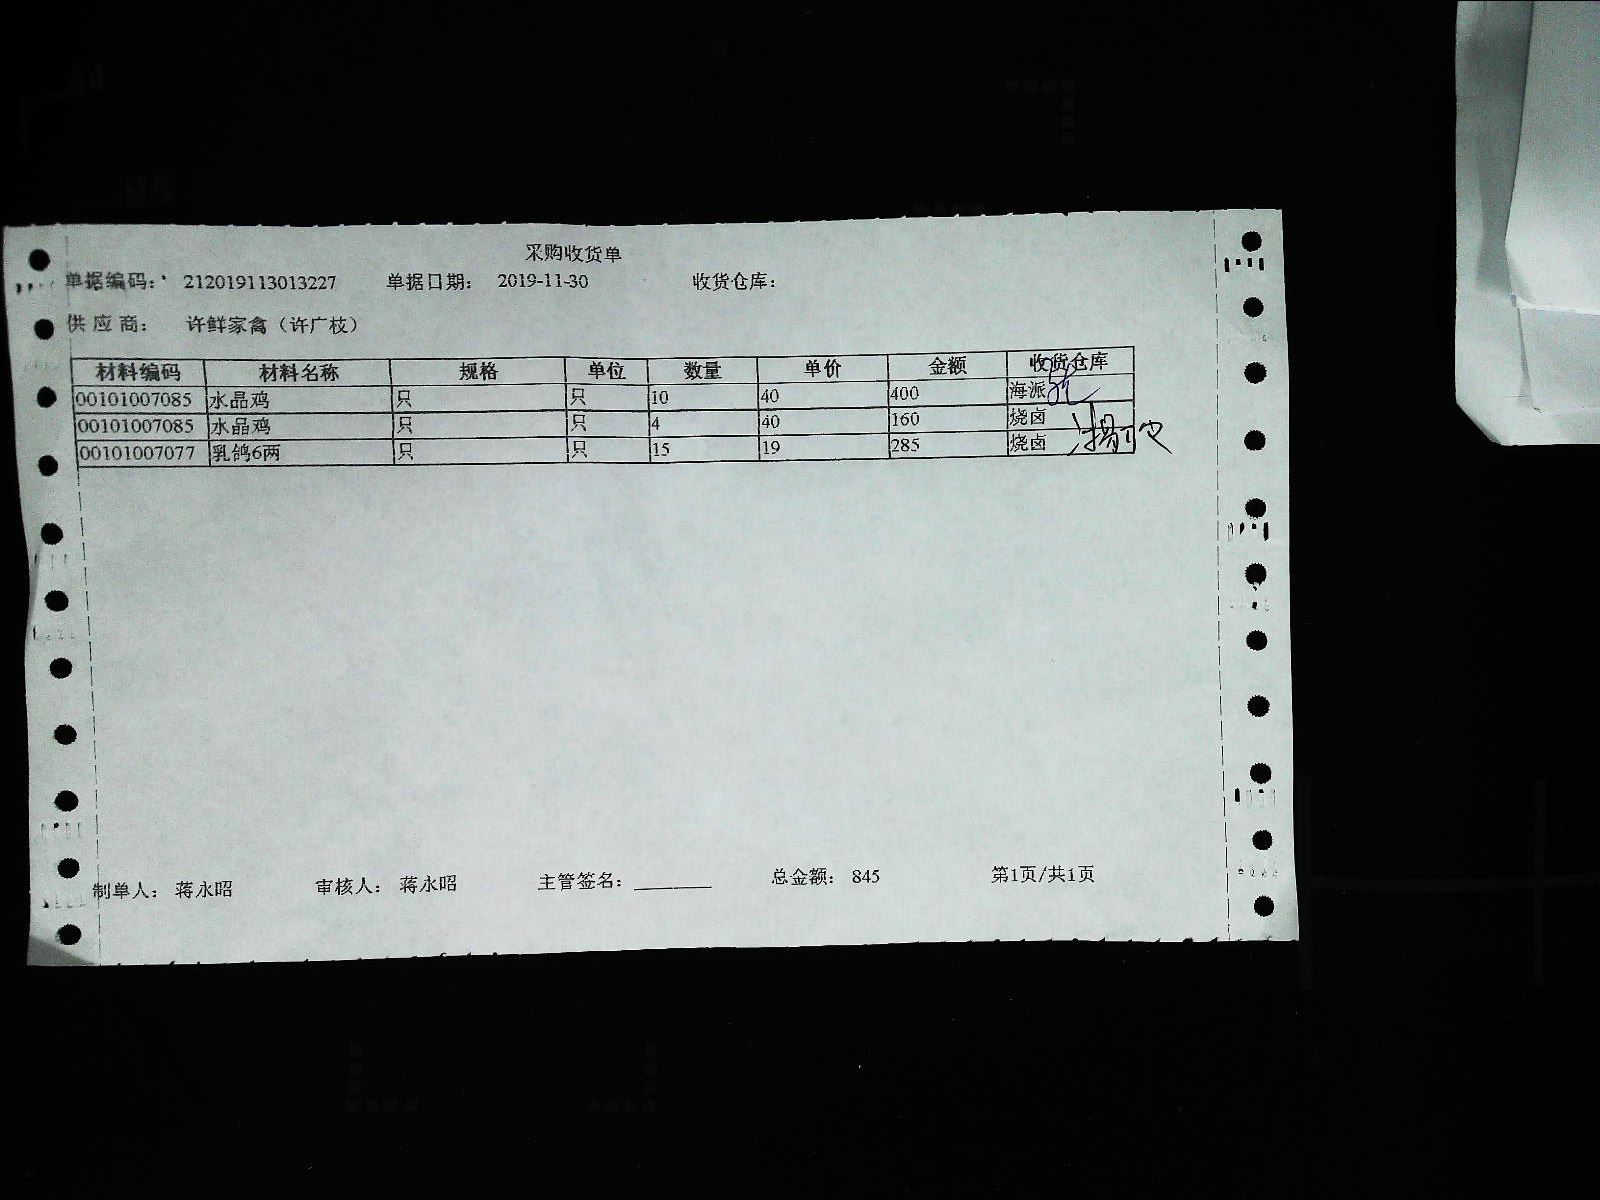 采购收货单
单据编码： 212019113013227 单据日期： 2019-11-30 收货仓库：
供应商： 许鲜家禽（许广枝）
材料编码 材料名称 规格 单位 数量 单价 金额 收货仓库
00101007085 水晶鸡 只 只 10 40 400 海派
00101007085 水晶鸡 只 只 4 40 160 烧卤
00101007077 乳鸽6两 只 只 15 19 285 烧卤
制单人： 蒋永昭 审核人： 蒋永昭 主管签名：________ 总金额： 845 第1页/共1页